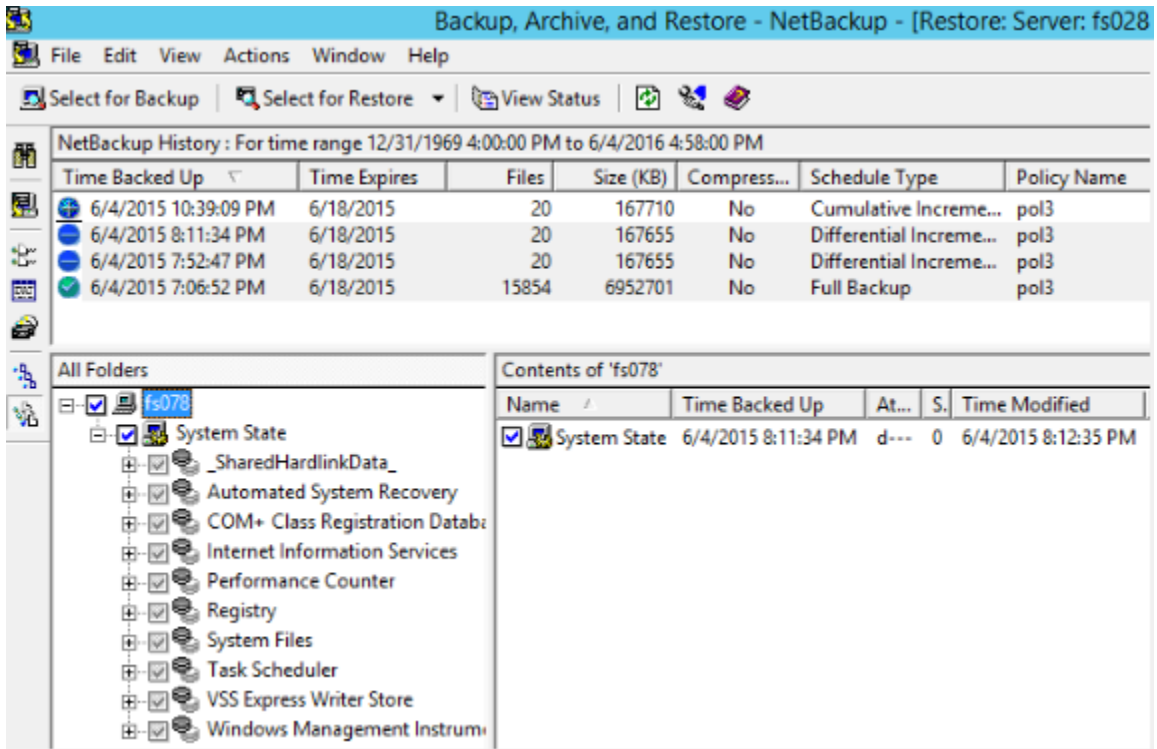 Backup, Archive, and Restore - NetBackup - [Restore: Server: fs028
File Edit View Actions Window Help
Select for Backup Select for Restore View Status
NetBackup History : For time range 12/31/1969 4:00:00 PM to 6/4/2016 4:58:00 PM
Time Backed Up Time Expires Files Size (KB) Compress... Schedule Type Policy Name
6/4/2015 10:39:09 PM 6/18/2015 20 167710 No Cumulative Increme... pol3
6/4/2015 8:11:34 PM 6/18/2015 20 167655 No Differential Increme... pol3
6/4/2015 7:52:47 PM 6/18/2015 20 167655 No Differential Increme... pol3
6/4/2015 7:06:52 PM 6/18/2015 15854 6952701 No Full Backup pol3
All Folders
fs078
System State
_SharedHardlinkData_
Automated System Recovery
COM+ Class Registration Databa
Internet Information Services
Performance Counter
Registry
System Files
Task Scheduler
VSS Express Writer Store
Windows Management Instrum
Contents of 'fs078'
Name Time Backed Up At... S. Time Modified
System State 6/4/2015 8:11:34 PM d--- 0 6/4/2015 8:12:35 PM